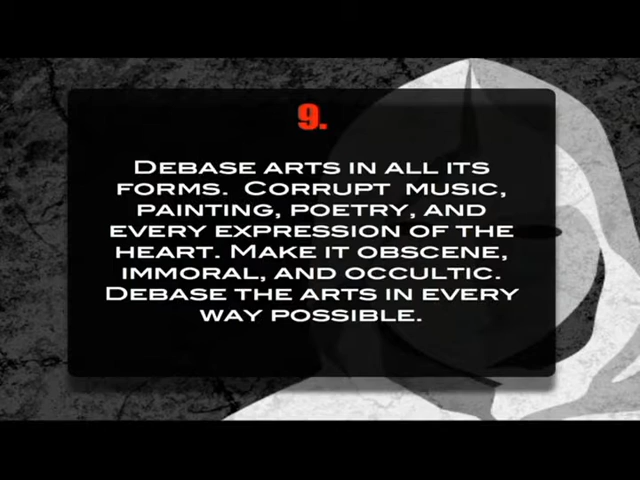 9.
DEBASE ARTS IN ALL ITS
FORMS. CORRUPT MUSIC,
PAINTING, POETRY, AND
EVERY EXPRESSION OF THE
HEART. MAKE IT OBSCENE,
IMMORAL, AND OCCULTIC.
DEBASE THE ARTS IN EVERY
WAY POSSIBLE.